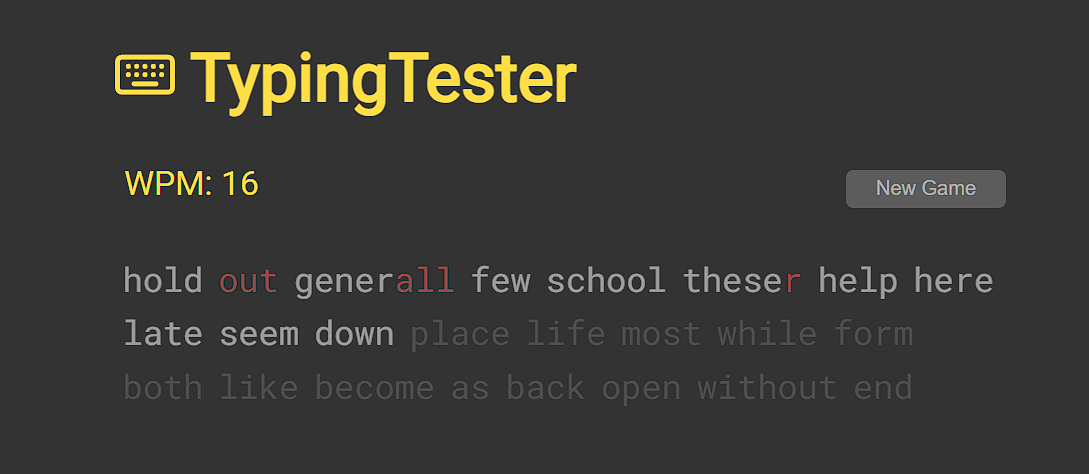 TypingTester
WPM: 16
New Game
hold out generall few school theser help here
late seem down place life most while form
both like become as back open without end